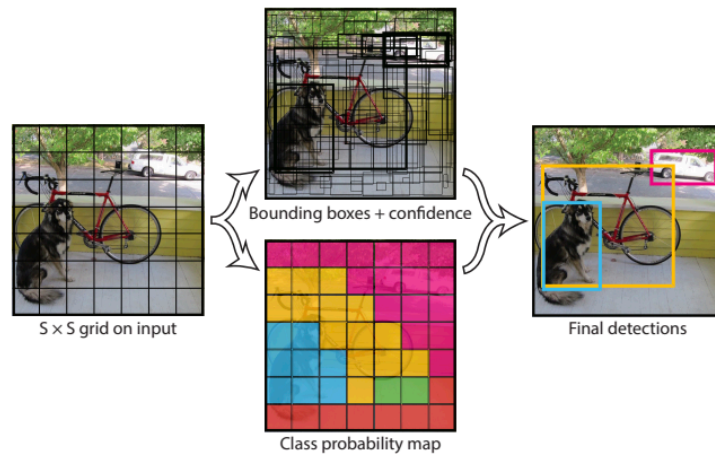 S × S grid on input
Bounding boxes + confidence
Class probability map
Final detections